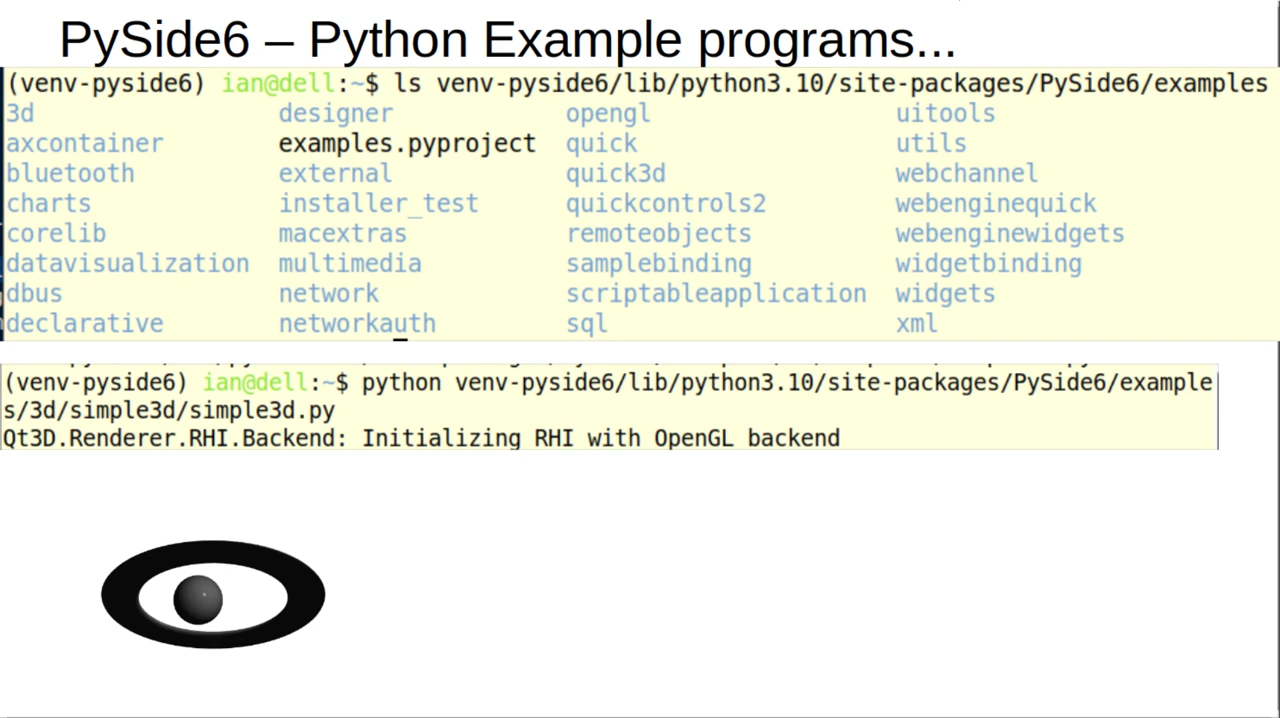 PySide6 – Python Example programs...
(venv-pyside6) ian@dell:~$ ls venv-pyside6/lib/python3.10/site-packages/PySide6/examples
3d designer opengl uitools
axcontainer examples.pyproject quick utils
bluetooth external quick3d webchannel
charts installer_test quickcontrols2 webenginequick
corelib macextras remoteobjects webenginewidgets
datavisualization multimedia samplebinding widgetbinding
dbus network scriptableapplication widgets
declarative networkauth sql xml
(venv-pyside6) ian@dell:~$ python venv-pyside6/lib/python3.10/site-packages/PySide6/example
s/3d/simple3d/simple3d.py
Qt3D.Renderer.RHI.Backend: Initializing RHI with OpenGL backend